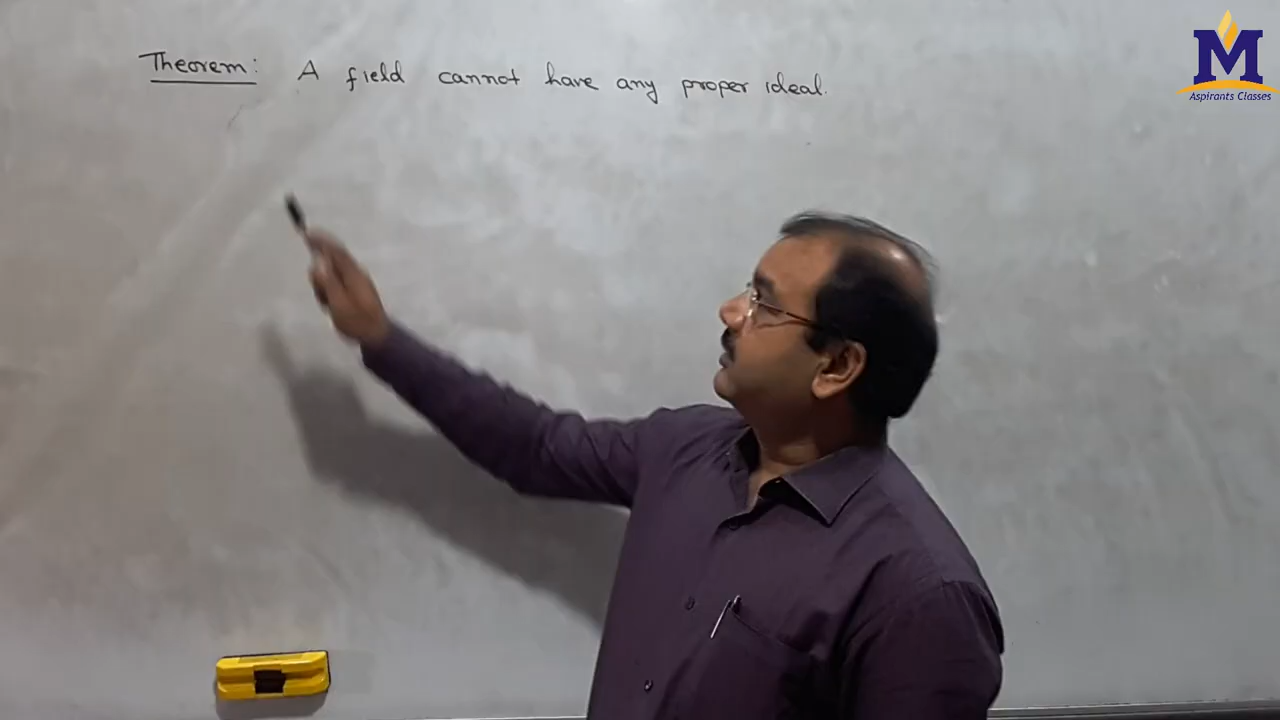 Theorem: A field cannot have any proper ideal.
M
Aspirants Classes